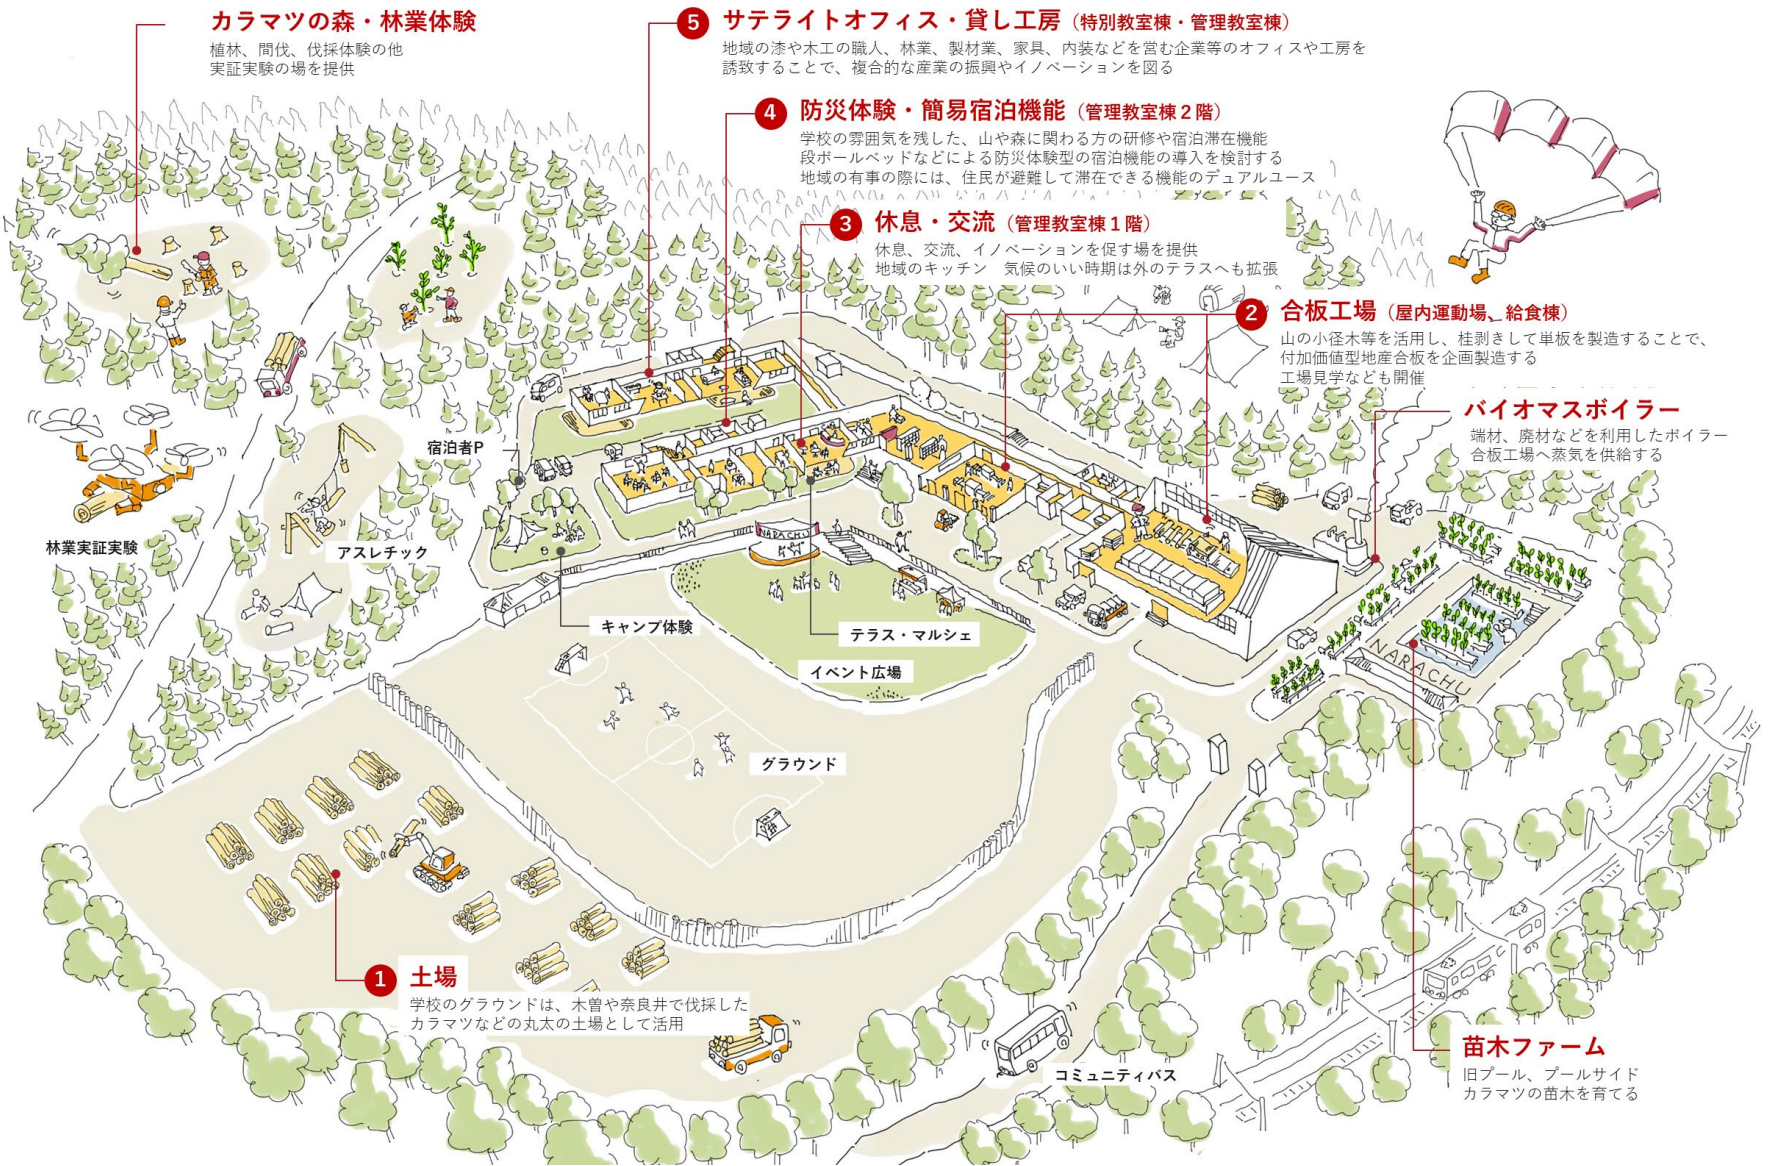 カラマツの森・林業体験
植林、間伐、伐採体験の他
実証実験の場を提供
5 サテライトオフィス・貸し工房（特別教室棟・管理教室棟）
地域の漆や木工の職人、林業、製材業、家具、内装などを営む企業等のオフィスや工房を
誘致することで、複合的な産業の振興やイノベーションを図る
4 防災体験・簡易宿泊機能（管理教室棟２階）
学校の雰囲気を残した、山や森に関わる方の研修や宿泊滞在機能
段ボールベッドなどによる防災体験型の宿泊機能の導入を検討する
地域の有事の際には、住民が避難して滞在できる機能のデュアルユース
3 休息・交流（管理教室棟１階）
休息、交流、イノベーションを促す場を提供
地域のキッチン　気候のいい時期は外のテラスへも拡張
2 合板工場（屋内運動場、給食棟）
山の小径木等を活用し、桂剥きして単板を製造することで、
付加価値型地産合板を企画製造する
工場見学なども開催
バイオマスボイラー
端材、廃材などを利用したボイラー
合板工場へ蒸気を供給する
宿泊者P
林業実証実験
アスレチック
NARACHU
キャンプ体験
テラス・マルシェ
イベント広場
NARACHU
グラウンド
1 土場
学校のグラウンドは、木曽や奈良井で伐採した
カラマツなどの丸太の土場として活用
コミュニティバス
苗木ファーム
旧プール、プールサイド
カラマツの苗木を育てる